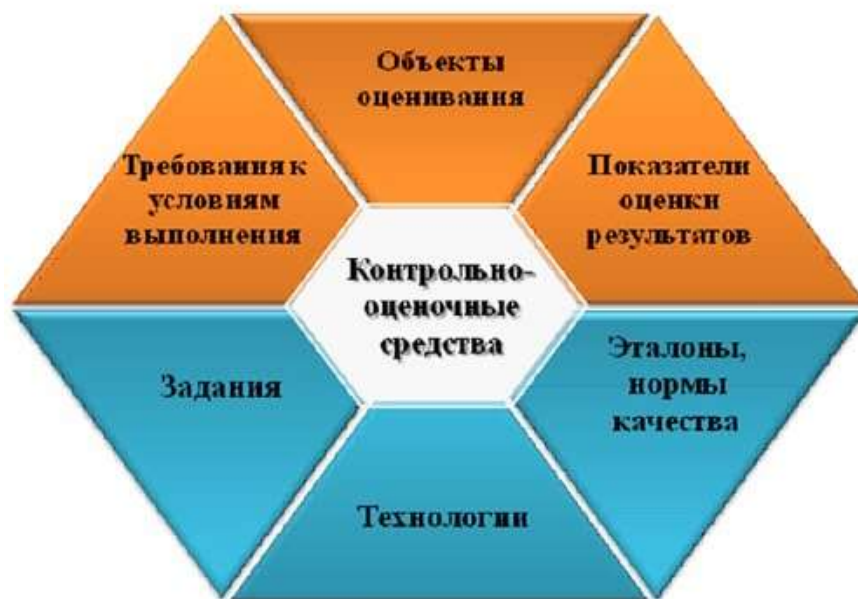 Объекты
оценивания
Требования к
условиям
выполнения
Показатели
оценки
результатов
Контрольно-
оценочные
средства
Задания
Эталоны,
нормы
качества
Технологии